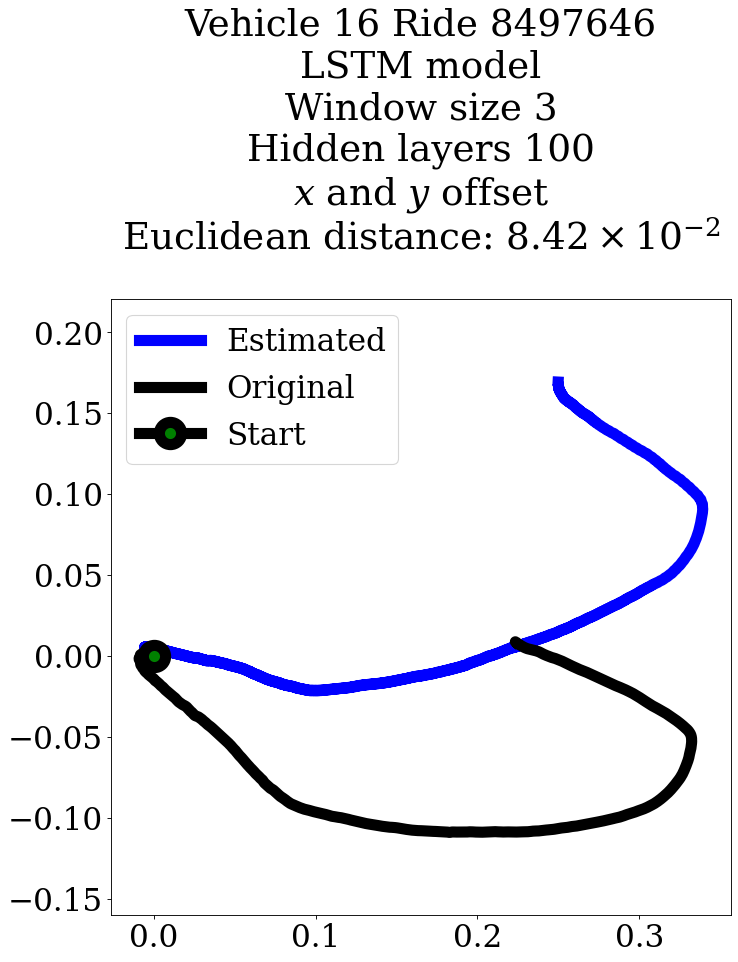 Vehicle 16 Ride 8497646
LSTM model
Window size 3
Hidden layers 100
x and y offset
Euclidean distance: 8.42 × 10⁻²
Estimated
Original
Start
0.20
0.15
0.10
0.05
0.00
−0.05
−0.10
−0.15
0.0 0.1 0.2 0.3